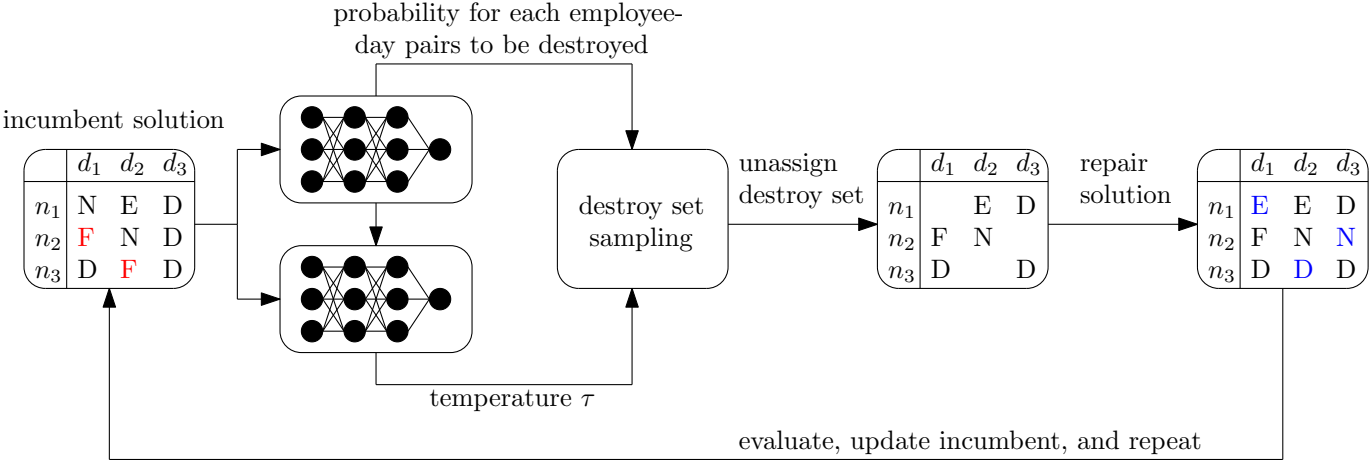 probability for each employee-
day pairs to be destroyed
incumbent solution
d1 d2 d3
n1 N E D
n2 F N D
n3 D F D
destroy set
sampling
unassign
destroy set
d1 d2 d3
n1 E D
n2 F N
n3 D D
repair
solution
d1 d2 d3
n1 E E D
n2 F N N
n3 D D D
temperature τ
evaluate, update incumbent, and repeat